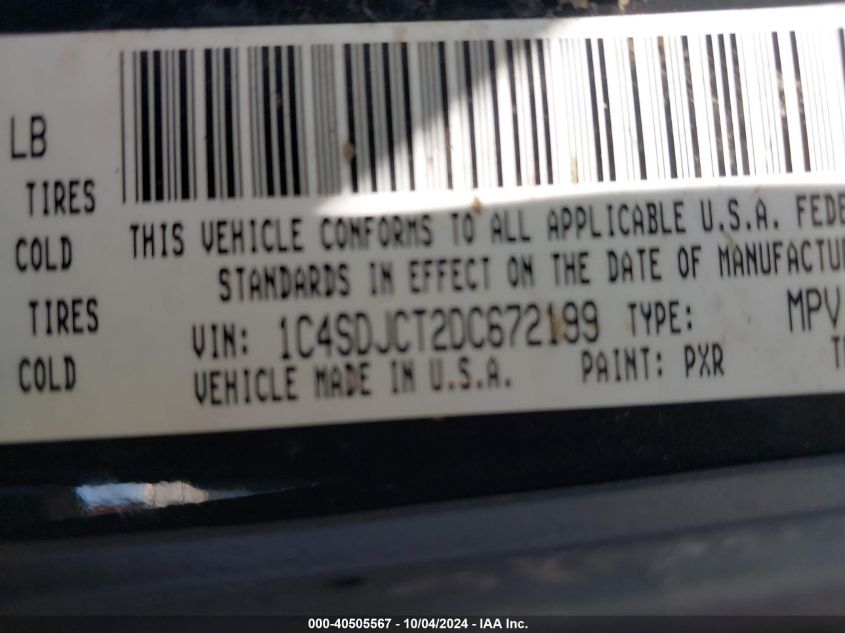 LB
TIRES
COLD
TIRES
COLD
THIS VEHICLE CONFORMS TO ALL APPLICABLE U.S.A. FEDE
STANDARDS IN EFFECT ON THE DATE OF MANUFACTU
VIN: 1C4SDJCT2DC672199 TYPE: MPV
VEHICLE MADE IN U.S.A. PAINT: PXR
000-40505567 - 10/04/2024 - IAA Inc.